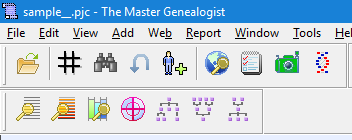 sample__.pjc - The Master Genealogist
File Edit View Add Web Report Window Tools